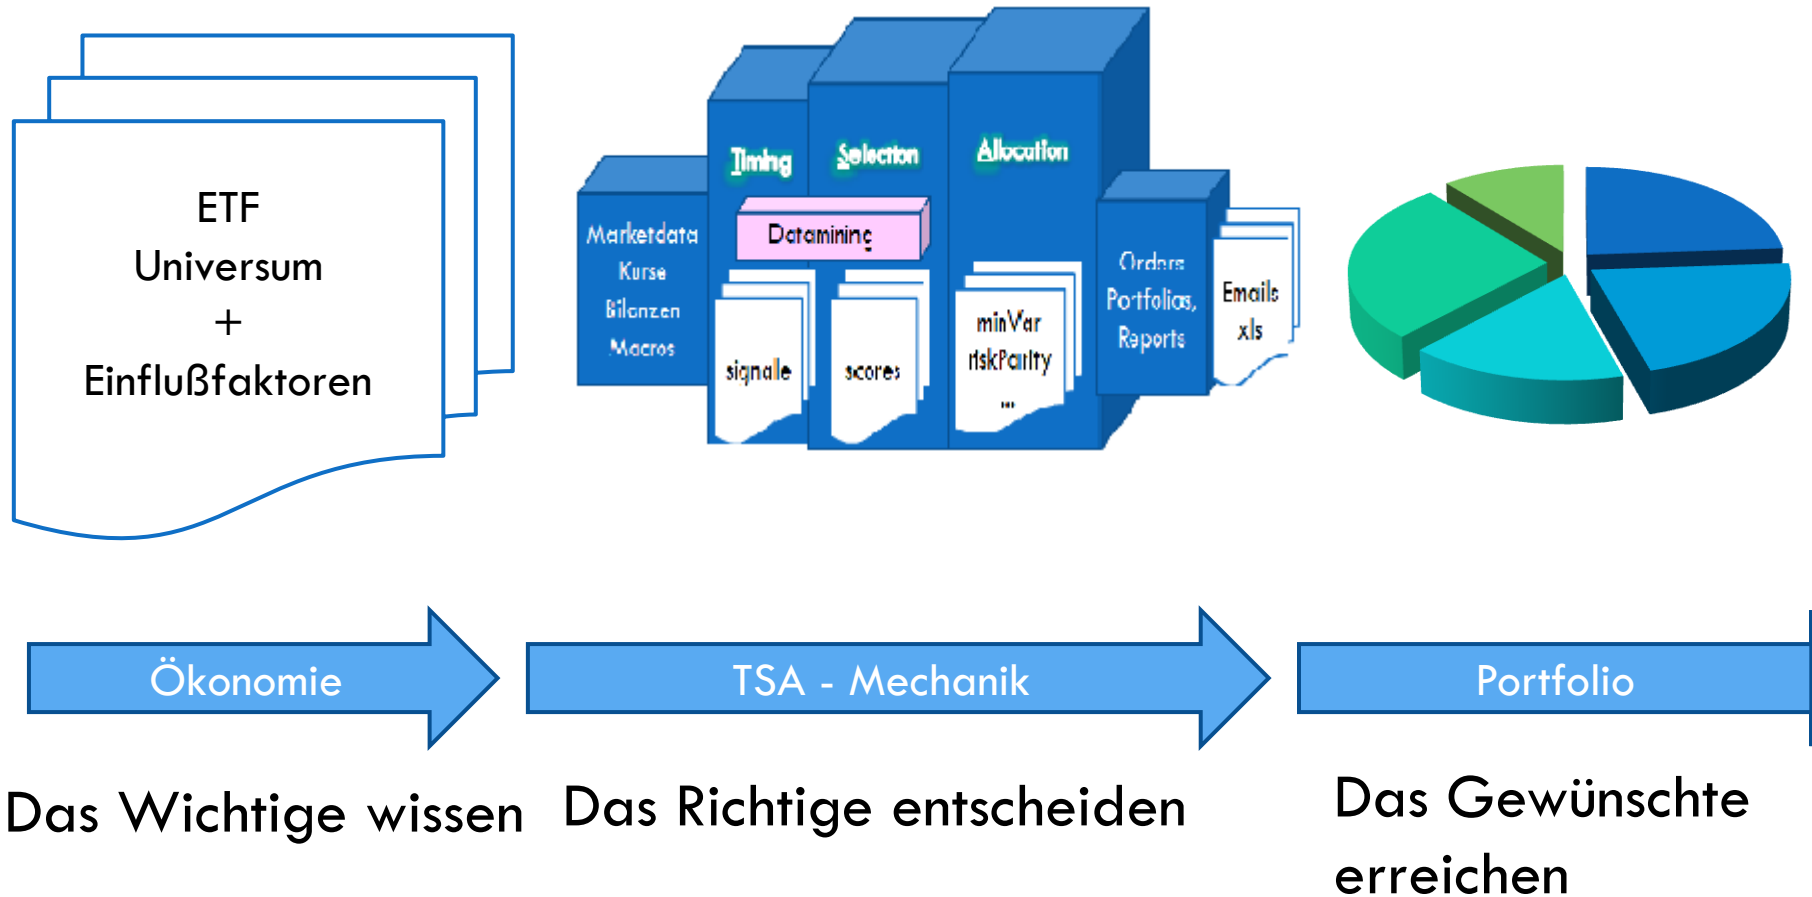 ETF
Universum
+
Einflußfaktoren
Timing
Selection
Allocation
Datamining
Marketdata
Kurse
Bilanzen
Macros
signalle
scores
minVar
riskParity
...
Orders
Portfolios,
Reports
Emails
xls
Ökonomie
TSA - Mechanik
Portfolio
Das Wichtige wissen
Das Richtige entscheiden
Das Gewünschte
erreichen